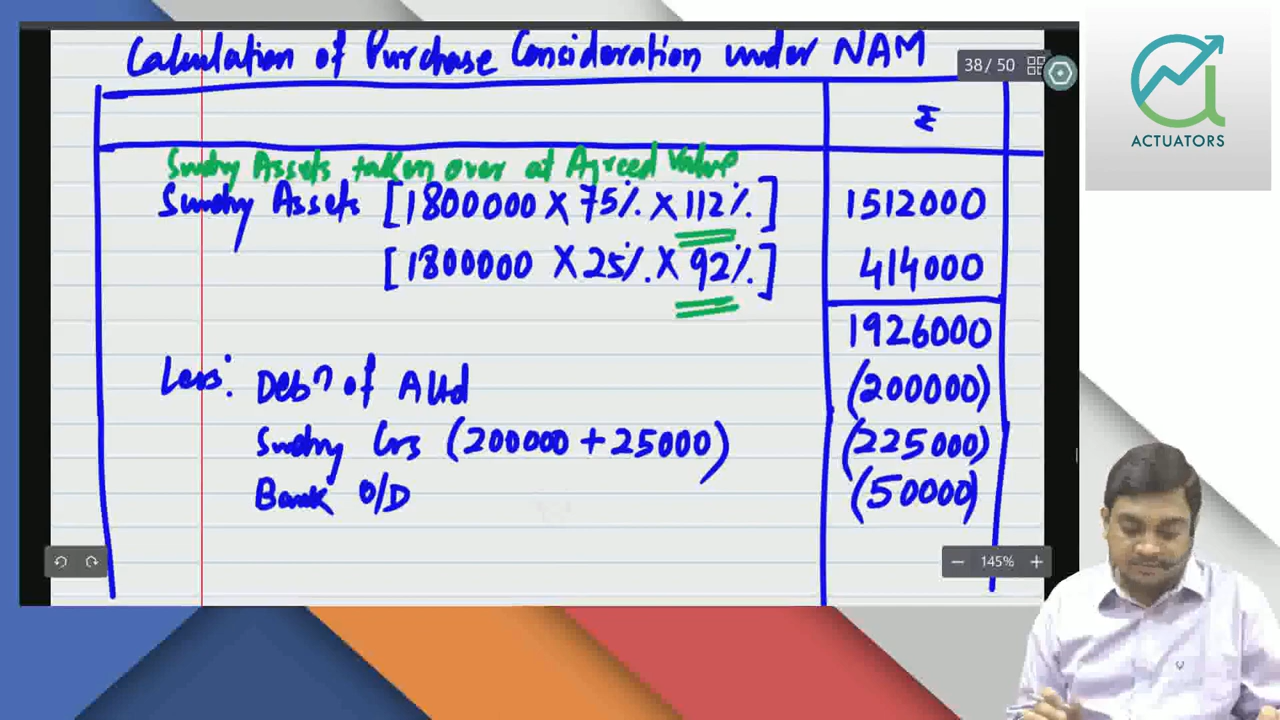 Calculation of Purchase Consideration under NAM
38 / 50
ACTUATORS
₹
Sundry Assets taken over at Agreed Value
Sundry Assets [1800000 X 75% X 112%] 1512000
[1800000 X 25% X 92%] 414000
1926000
Less: Debn of A Ltd (200000)
Sundry Crs (200000 + 25000) (225000)
Bank O/D (50000)
145%